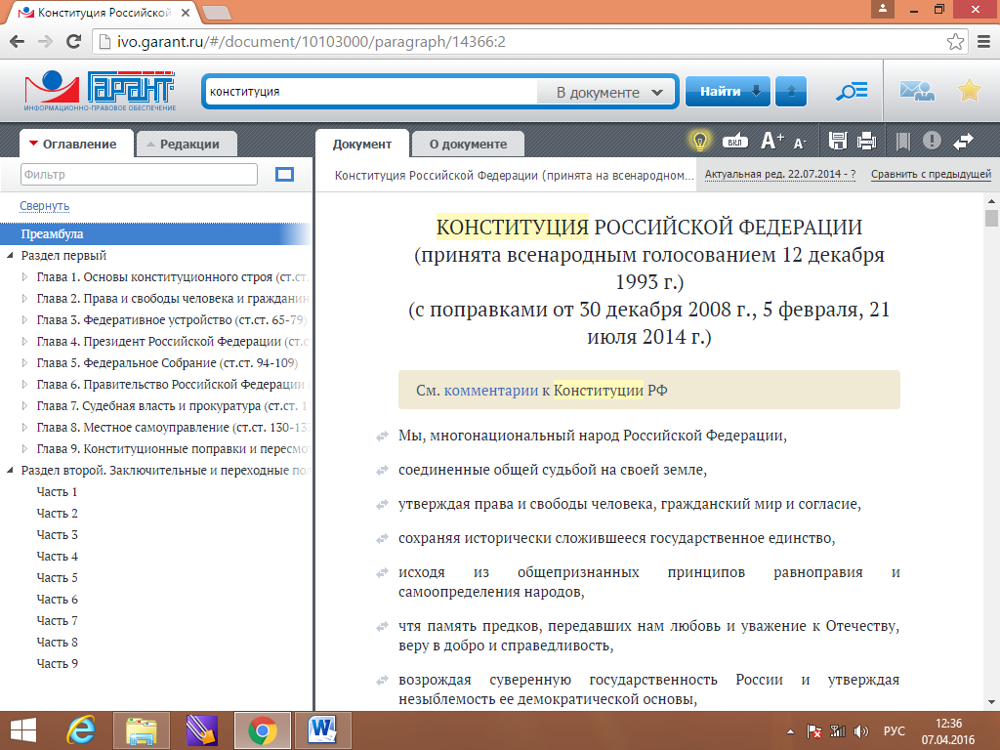 Конституция Российской
ivo.garant.ru/#/document/10103000/paragraph/14366:2
ГАРАНТ
ИНФОРМАЦИОННО-ПРАВОВОЕ ОБЕСПЕЧЕНИЕ
конституция
В документе
Найти
Оглавление
Редакции
Документ
О документе
вкл
A+
A-
Фильтр
Конституция Российской Федерации (принята на всенародном...
Актуальная ред. 22.07.2014 - ?
Сравнить с предыдущей
Свернуть
Преамбула
Раздел первый
Глава 1. Основы конституционного строя (ст.ст.
Глава 2. Права и свободы человека и гражданин
Глава 3. Федеративное устройство (ст.ст. 65-79)
Глава 4. Президент Российской Федерации (ст.с
Глава 5. Федеральное Собрание (ст.ст. 94-109)
Глава 6. Правительство Российской Федерации
Глава 7. Судебная власть и прокуратура (ст.ст. 1
Глава 8. Местное самоуправление (ст.ст. 130-13
Глава 9. Конституционные поправки и пересмо
Раздел второй. Заключительные и переходные по
Часть 1
Часть 2
Часть 3
Часть 4
Часть 5
Часть 6
Часть 7
Часть 8
Часть 9
КОНСТИТУЦИЯ РОССИЙСКОЙ ФЕДЕРАЦИИ
(принята всенародным голосованием 12 декабря
1993 г.)
(с поправками от 30 декабря 2008 г., 5 февраля, 21
июля 2014 г.)
См. комментарии к Конституции РФ
Мы, многонациональный народ Российской Федерации,
соединенные общей судьбой на своей земле,
утверждая права и свободы человека, гражданский мир и согласие,
сохраняя исторически сложившееся государственное единство,
исходя из общепризнанных принципов равноправия и
самоопределения народов,
чтя память предков, передавших нам любовь и уважение к Отечеству,
веру в добро и справедливость,
возрождая суверенную государственность России и утверждая
незыблемость ее демократической основы,
РУС
12:36
07.04.2016